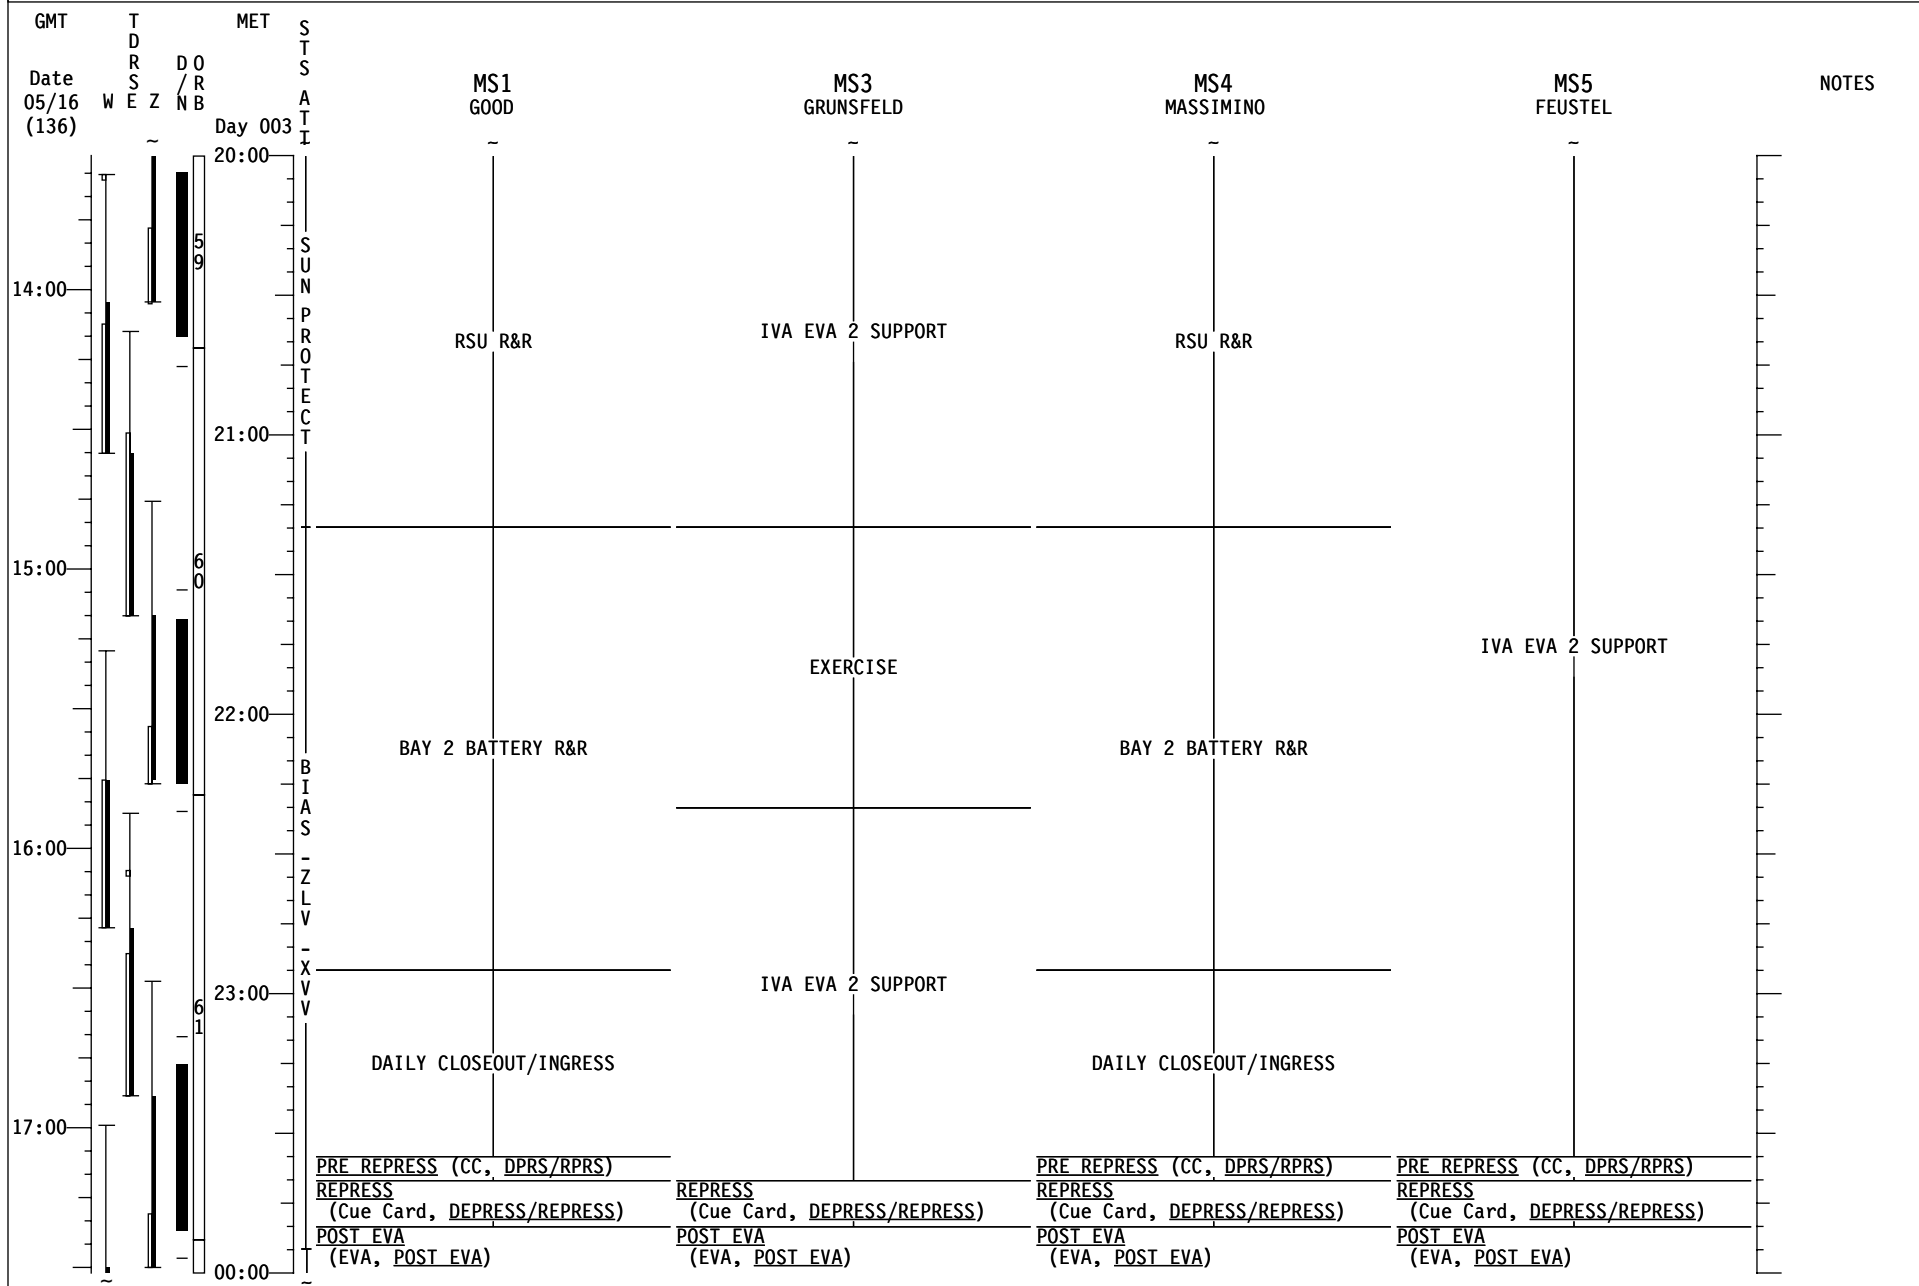 GMT
TDRSE
MET
STS ATT
Date
05/16
(136)
W E Z
D/N
ORB
Day 003
MS1
GOOD
MS3
GRUNSFELD
MS4
MASSIMINO
MS5
FEUSTEL
NOTES
~ ~ ~ ~ ~
20:00
59
SUN PROTECT
14:00
RSU R&R
IVA EVA 2 SUPPORT
RSU R&R
21:00
15:00
60
IVA EVA 2 SUPPORT
EXERCISE
22:00
BAY 2 BATTERY R&R
BAY 2 BATTERY R&R
BIAS -ZLV -XVV
16:00
IVA EVA 2 SUPPORT
23:00
61
DAILY CLOSEOUT/INGRESS
DAILY CLOSEOUT/INGRESS
17:00
PRE REPRESS (CC, DPRS/RPRS)
PRE REPRESS (CC, DPRS/RPRS)
PRE REPRESS (CC, DPRS/RPRS)
REPRESS
(Cue Card, DEPRESS/REPRESS)
REPRESS
(Cue Card, DEPRESS/REPRESS)
REPRESS
(Cue Card, DEPRESS/REPRESS)
REPRESS
(Cue Card, DEPRESS/REPRESS)
POST EVA
(EVA, POST EVA)
POST EVA
(EVA, POST EVA)
POST EVA
(EVA, POST EVA)
POST EVA
(EVA, POST EVA)
00:00
~ ~